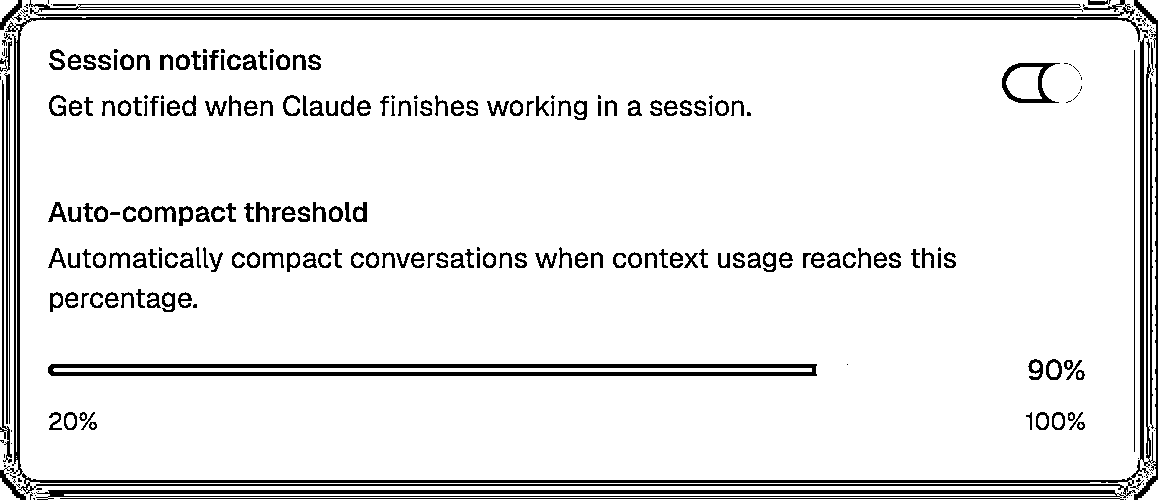 Session notifications
Get notified when Claude finishes working in a session.
Auto-compact threshold
Automatically compact conversations when context usage reaches this
percentage.
90%
20%
100%